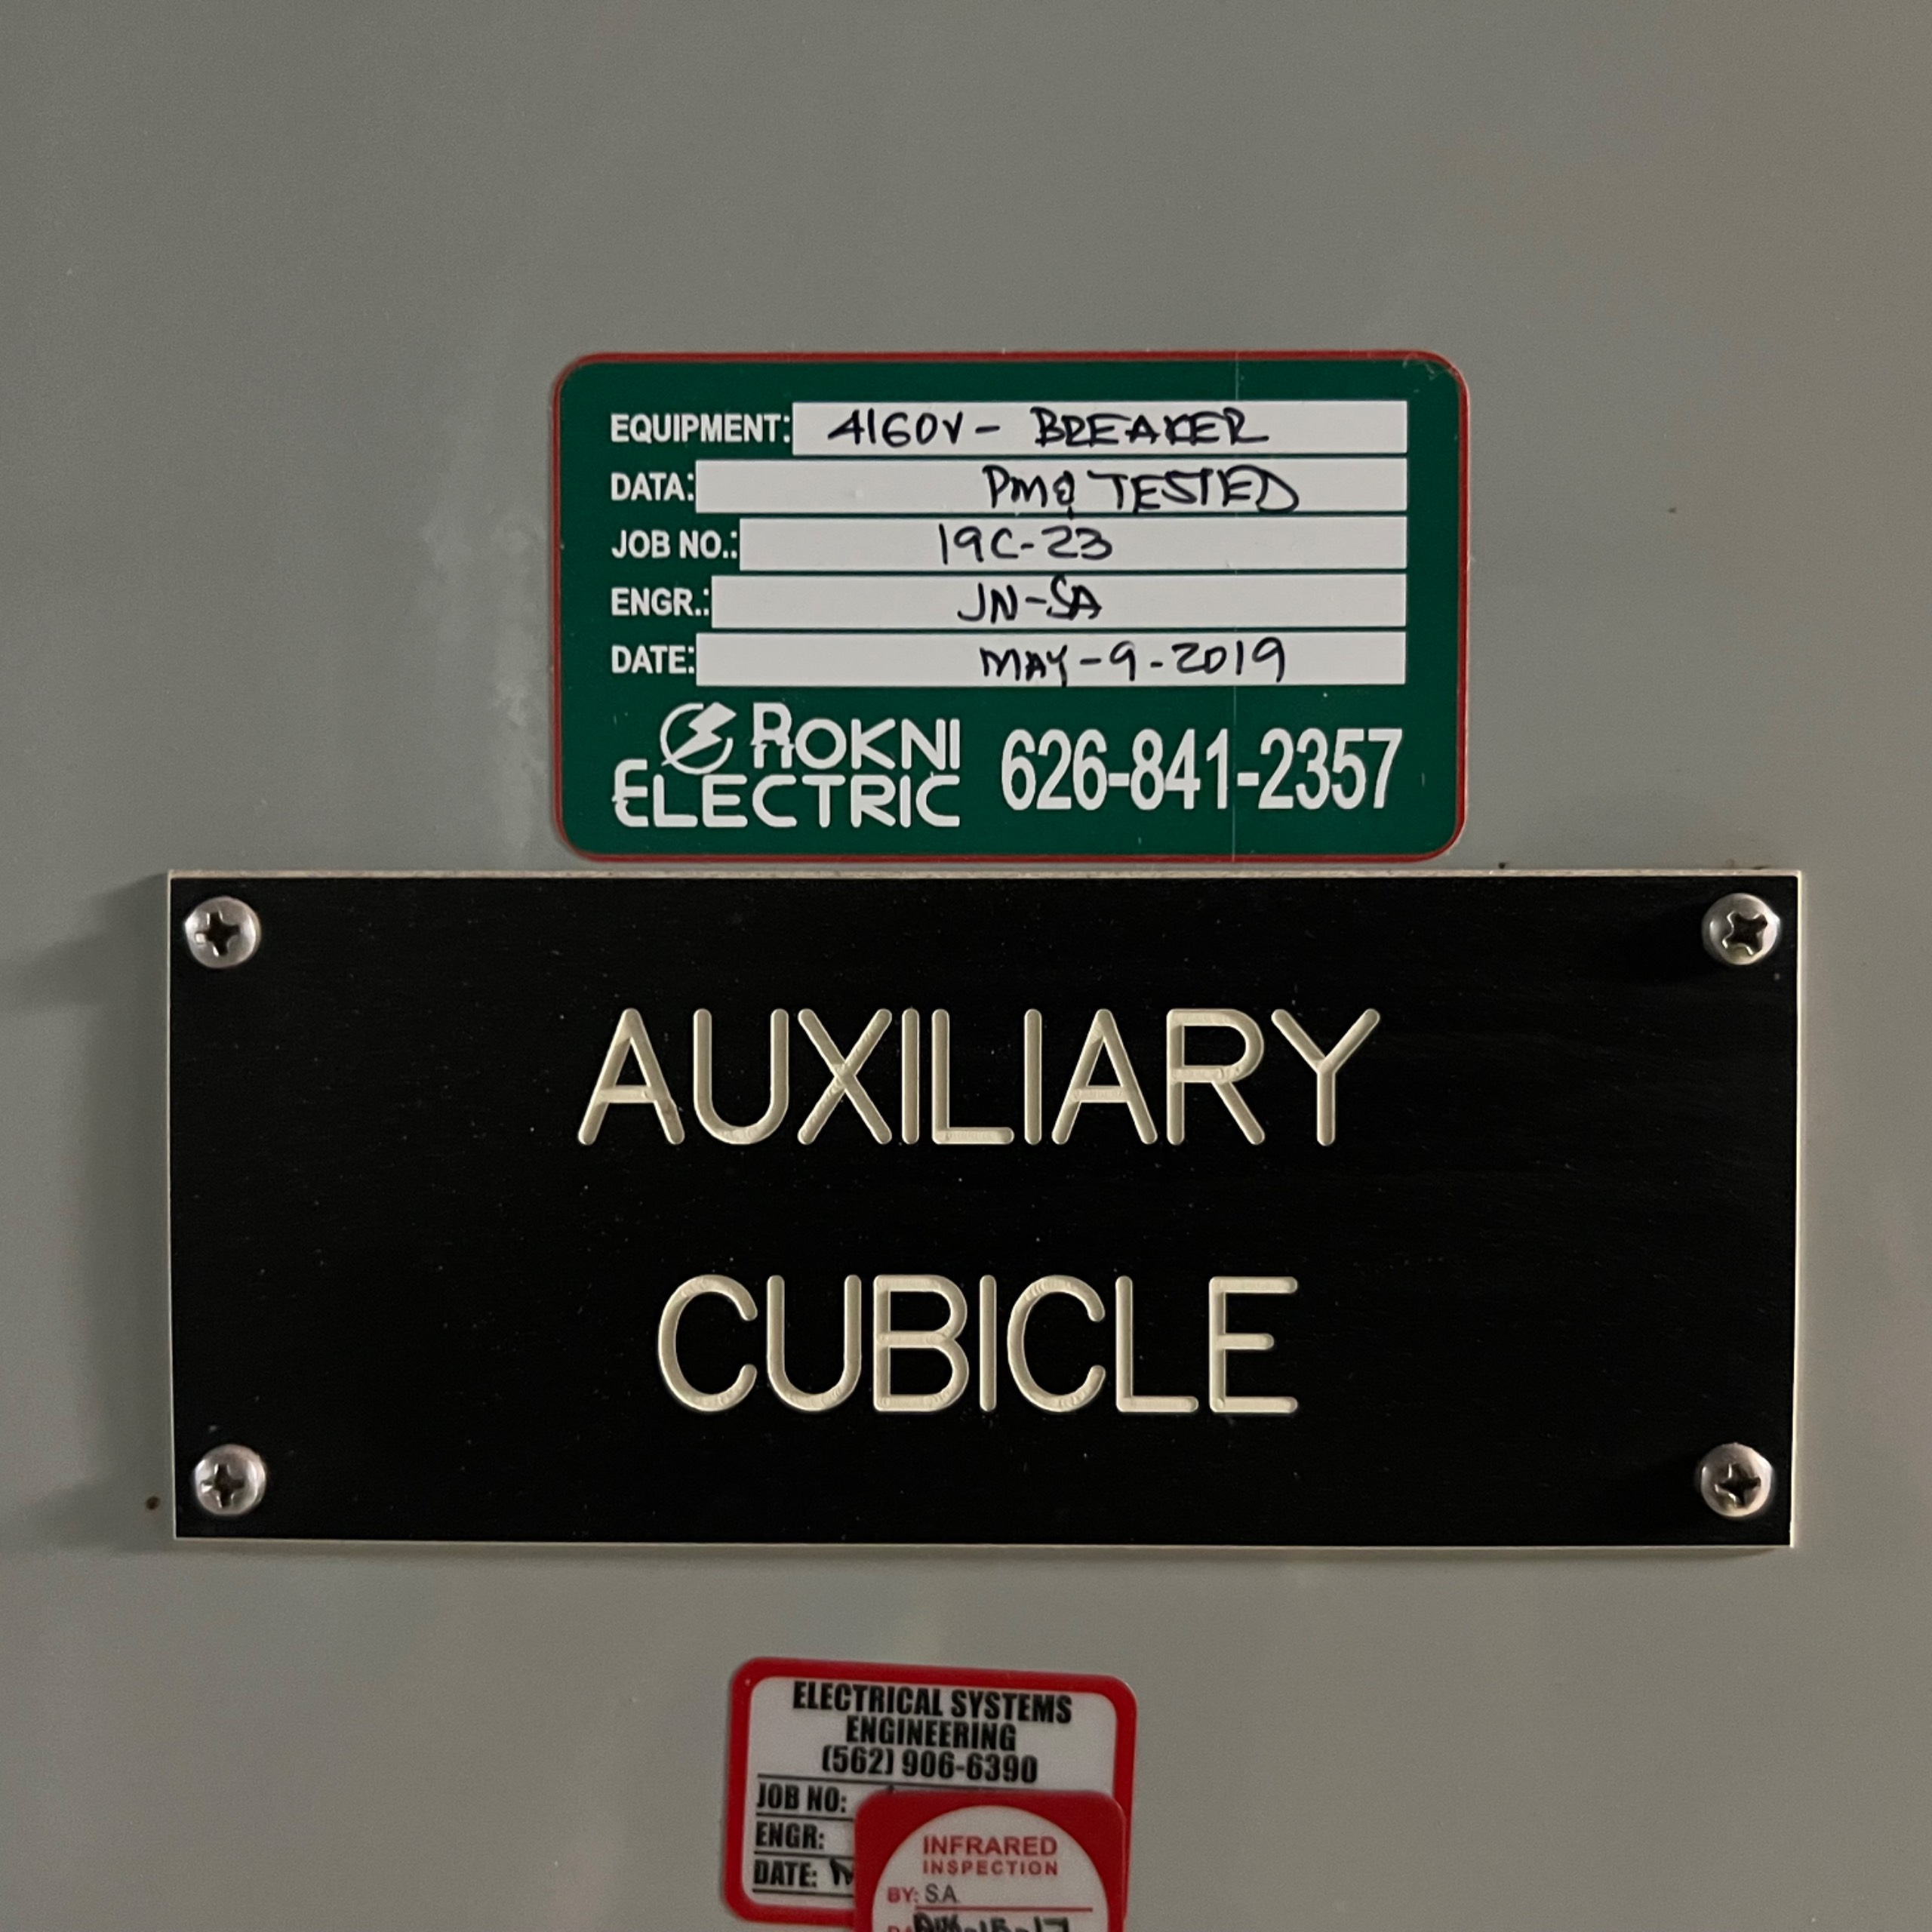 EQUIPMENT: 4160V - BREAKER
DATA: PM & TESTED
JOB NO.: 19C-23
ENGR.: JN-SA
DATE: MAY-9-2019
ROKNI
ELECTRIC 626-841-2357
AUXILIARY
CUBICLE
ELECTRICAL SYSTEMS
ENGINEERING
(562) 906-6390
JOB NO:
ENGR:
DATE:
INFRARED
INSPECTION
BY: S.A.